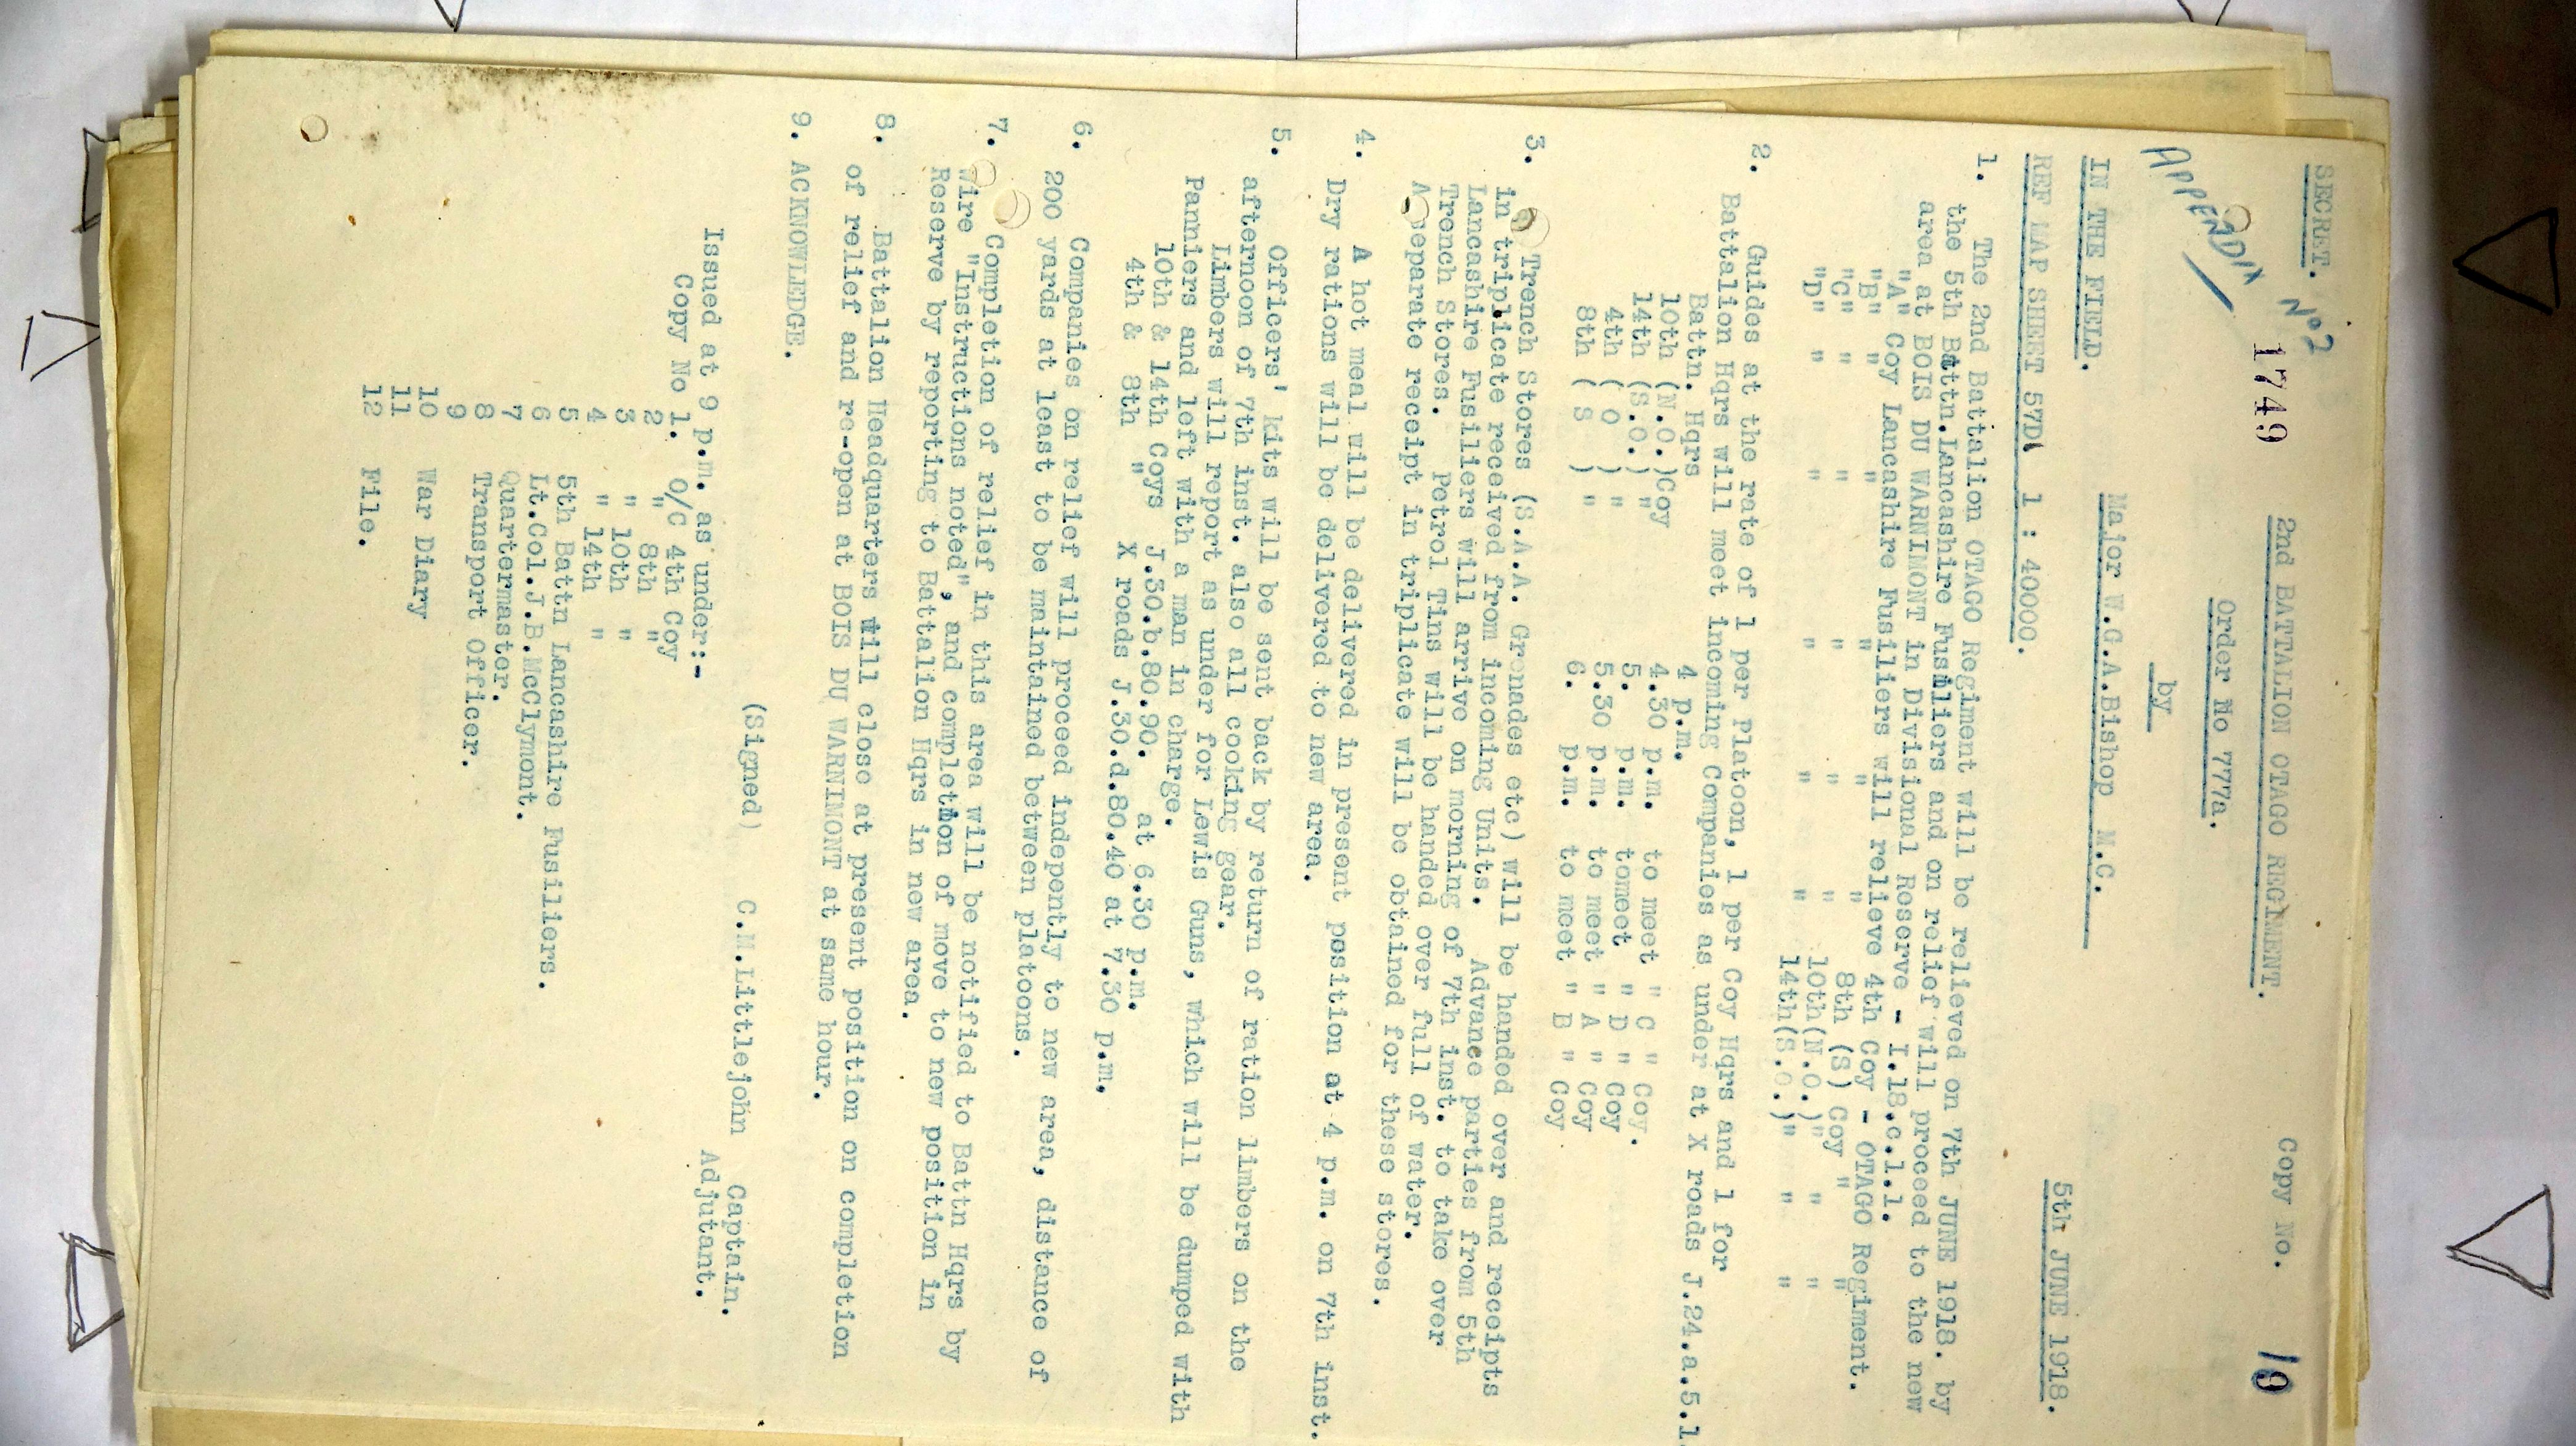 SECRET. 2nd BATTALION OTAGO REGIMENT. Copy No. 10
APPENDIX No 2
1749
Order No 777a.
by
Major W.G.A.Bishop M.C.
IN THE FIELD. 5th JUNE 1918.
REF MAP SHEET 57D 1 : 40000.
1. The 2nd Battalion OTAGO Regiment will be relieved on 7th JUNE 1918. by
the 5th Battn.Lancashire Fusiliers and on relief will proceed to the new
area at BOIS DU WARNIMONT in Divisional Reserve - I.18.c.1.1.
"A" Coy Lancashire Fusiliers will relieve 4th Coy - OTAGO Regiment.
"B" " " " " " 8th (S) Coy " "
"C" " " " " " 10th(N.O.)" " "
"D" " " " " " 14th(S.O.)" " "
2. Guides at the rate of 1 per Platoon, 1 per Coy Hqrs and 1 for
Battalion Hqrs will meet incoming Companies as under at X roads J.24.a.5.1.
Battn. Hqrs 4 p.m.
10th (N.O.)Coy 4.30 p.m. to meet " C " Coy.
14th (S.O.) " 5. p.m. tomeet " D " Coy
4th ( O ) " 5.30 p.m. to meet " A " Coy
8th ( S ) " 6. p.m. to meet " B " Coy
3. Trench Stores (S.A.A. Grenades etc) will be handed over and receipts
in triplicate received from incoming Units. Advance parties from 5th
Lancashire Fusiliers will arrive on morning of 7th inst. to take over
Trench Stores. Petrol Tins will be handed over full of water.
A separate receipt in triplicate will be obtained for these stores.
4. A hot meal will be delivered in present position at 4 p.m. on 7th inst.
Dry rations will be delivered to new area.
5. Officers' kits will be sent back by return of ration limbers on the
afternoon of 7th inst. also all cooking gear.
Limbers will report as under for Lewis Guns, which will be dumped with
Panniers and left with a man in charge.
10th & 14th Coys J.30.b.80.90. at 6.30 p.m.
4th & 8th " X roads J.30.d.80.40 at 7.30 p.m.
6. Companies on relief will proceed indepently to new area, distance of
200 yards at least to be maintained between platoons.
7. Completion of relief in this area will be notified to Battn Hqrs by
wire "Instructions noted", and completion of move to new position in
Reserve by reporting to Battalion Hqrs in new area.
8. Battalion Headquarters will close at present position on completion
of relief and re-open at BOIS DU WARNIMONT at same hour.
9. ACKNOWLEDGE.
(Signed) C.M.Littlejohn Captain.
Adjutant.
Issued at 9 p.m. as under:-
Copy No 1. O/C 4th Coy
2 " 8th "
3 " 10th "
4 " 14th "
5 5th Battn Lancashire Fusiliers.
6 Lt.Col.J.B.McClymont.
7 Quartermaster.
8 Transport Officer.
9
10 War Diary
11
12 File.